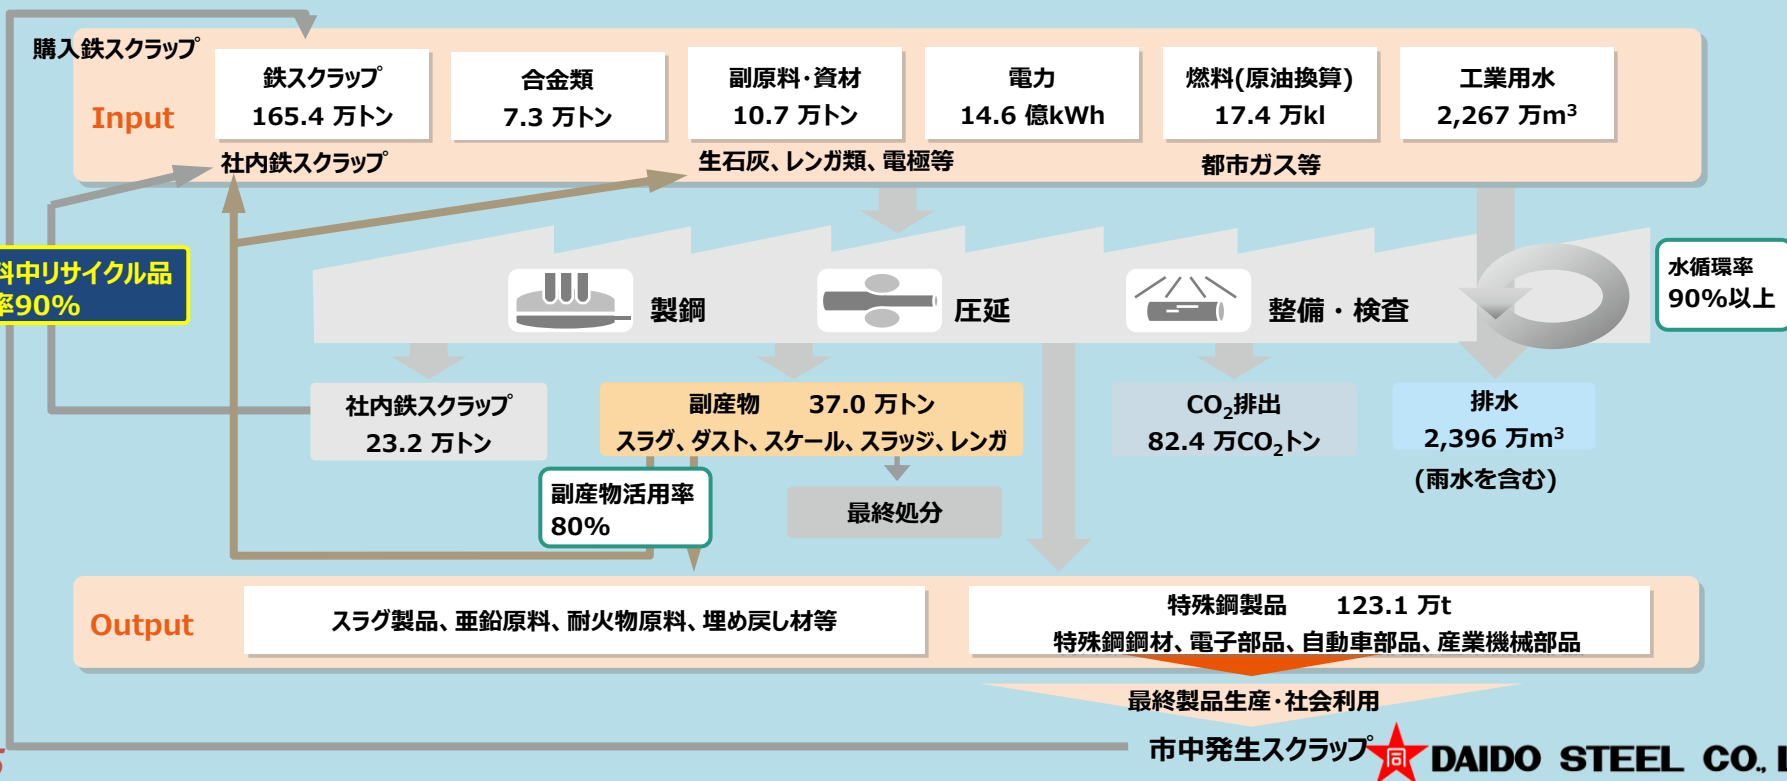 購入鉄スクラップ
鉄スクラップ
165.4 万トン
合金類
7.3 万トン
副原料･資材
10.7 万トン
電力
14.6 億kWh
燃料(原油換算)
17.4 万kl
工業用水
2,267 万m³
Input
社内鉄スクラップ
生石灰、レンガ類、電極等
都市ガス等
料中リサイクル品
率90%
製鋼
圧延
整備・検査
水循環率
90%以上
社内鉄スクラップ
23.2 万トン
副産物 37.0 万トン
スラグ、ダスト、スケール、スラッジ、レンガ
CO₂排出
82.4 万CO₂トン
排水
2,396 万m³
(雨水を含む)
副産物活用率
80%
最終処分
Output
スラグ製品、亜鉛原料、耐火物原料、埋め戻し材等
特殊鋼製品 123.1 万t
特殊鋼鋼材、電子部品、自動車部品、産業機械部品
最終製品生産･社会利用
市中発生スクラップ
同
DAIDO STEEL CO.,